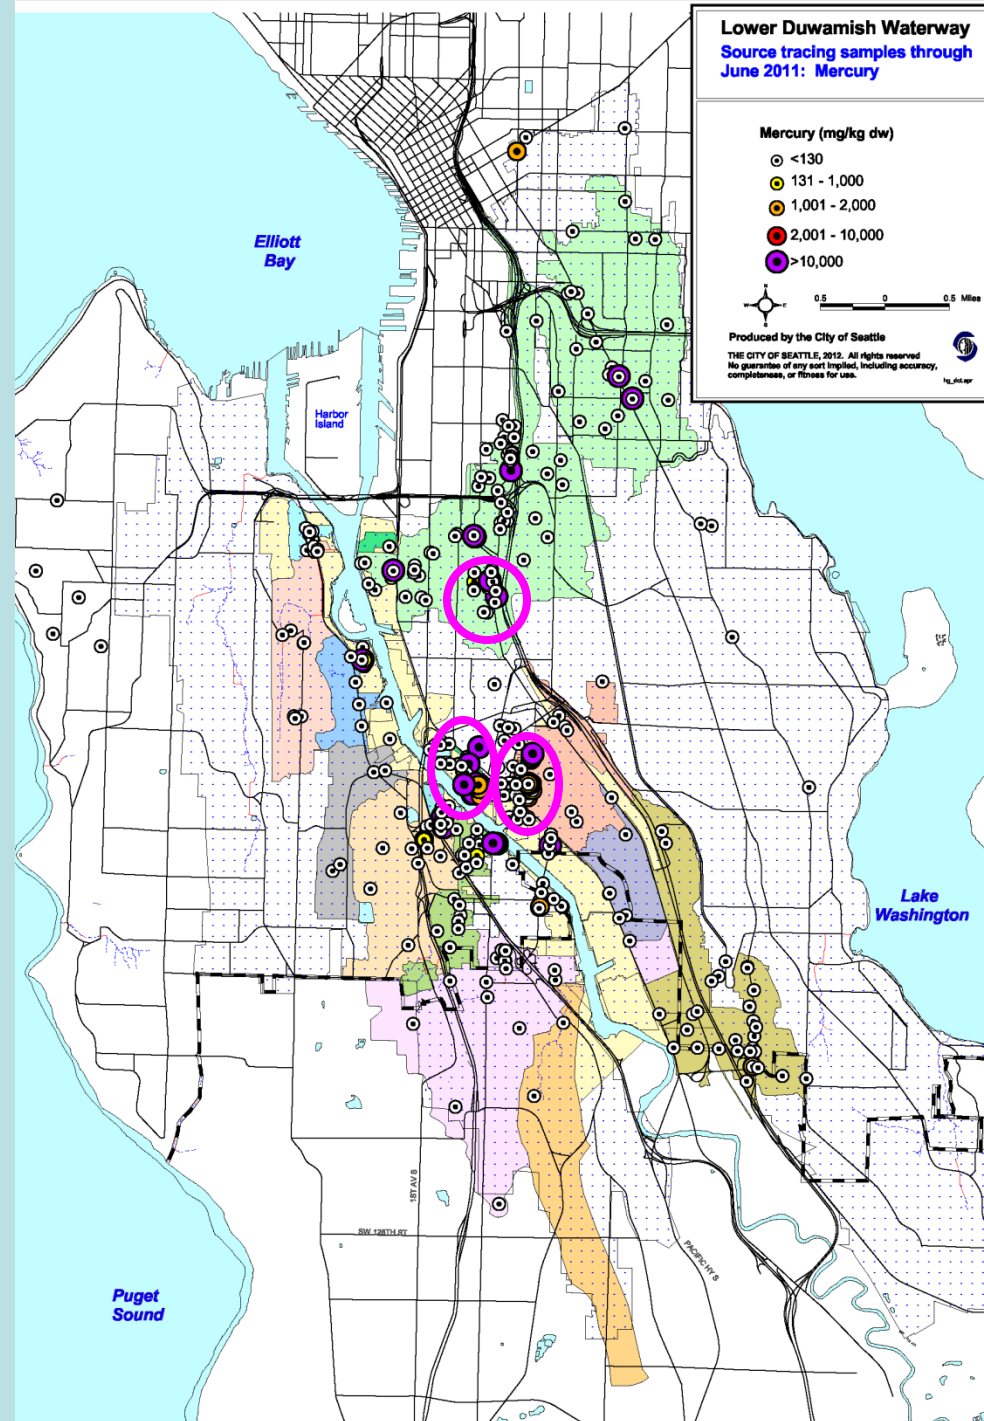 Lower Duwamish Waterway
Source tracing samples through
June 2011: Mercury
Mercury (mg/kg dw)
<130
131 - 1,000
1,001 - 2,000
2,001 - 10,000
>10,000
N
W E
S
0.5 0 0.5 Miles
Produced by the City of Seattle
THE CITY OF SEATTLE, 2012. All rights reserved
No guarantee of any sort implied, including accuracy,
completeness, or fitness for use.
Elliott
Bay
Harbor
Island
Lake
Washington
1ST AV S
SW 128TH ST
PACIFIC HY S
Puget
Sound